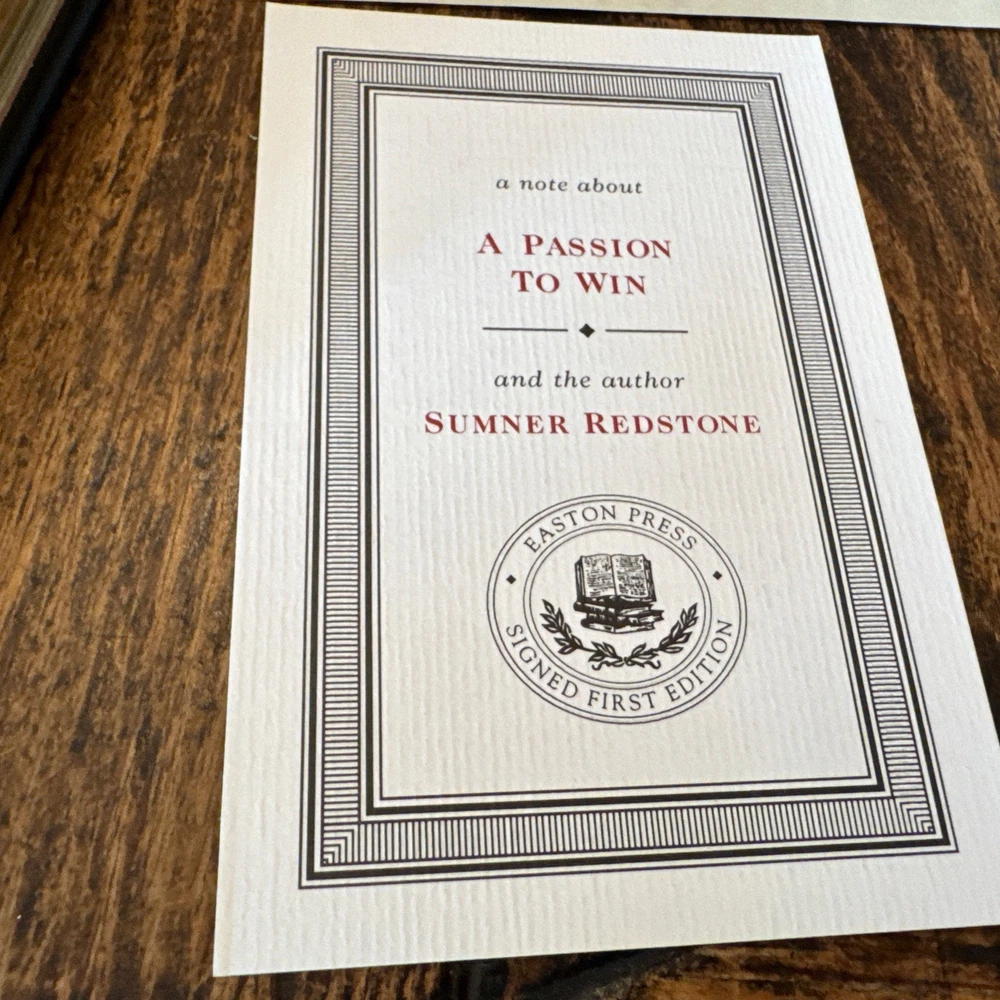 a note about
A PASSION
TO WIN
and the author
SUMNER REDSTONE
EASTON PRESS
SIGNED FIRST EDITION